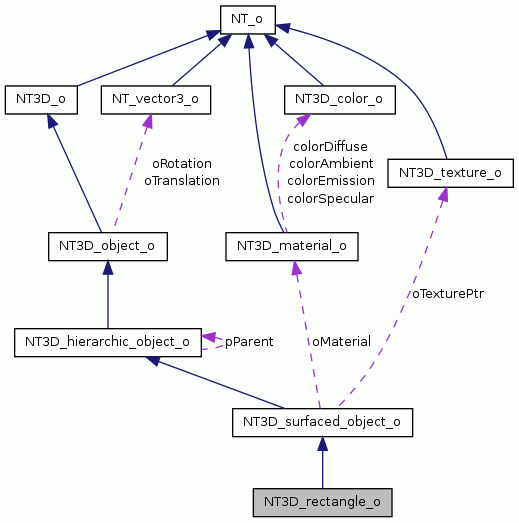 NT_o
NT3D_o
NT_vector3_o
NT3D_color_o
colorDiffuse
colorAmbient
colorEmission
colorSpecular
oRotation
oTranslation
NT3D_texture_o
NT3D_object_o
NT3D_material_o
oTexturePtr
NT3D_hierarchic_object_o
pParent
oMaterial
NT3D_surfaced_object_o
NT3D_rectangle_o